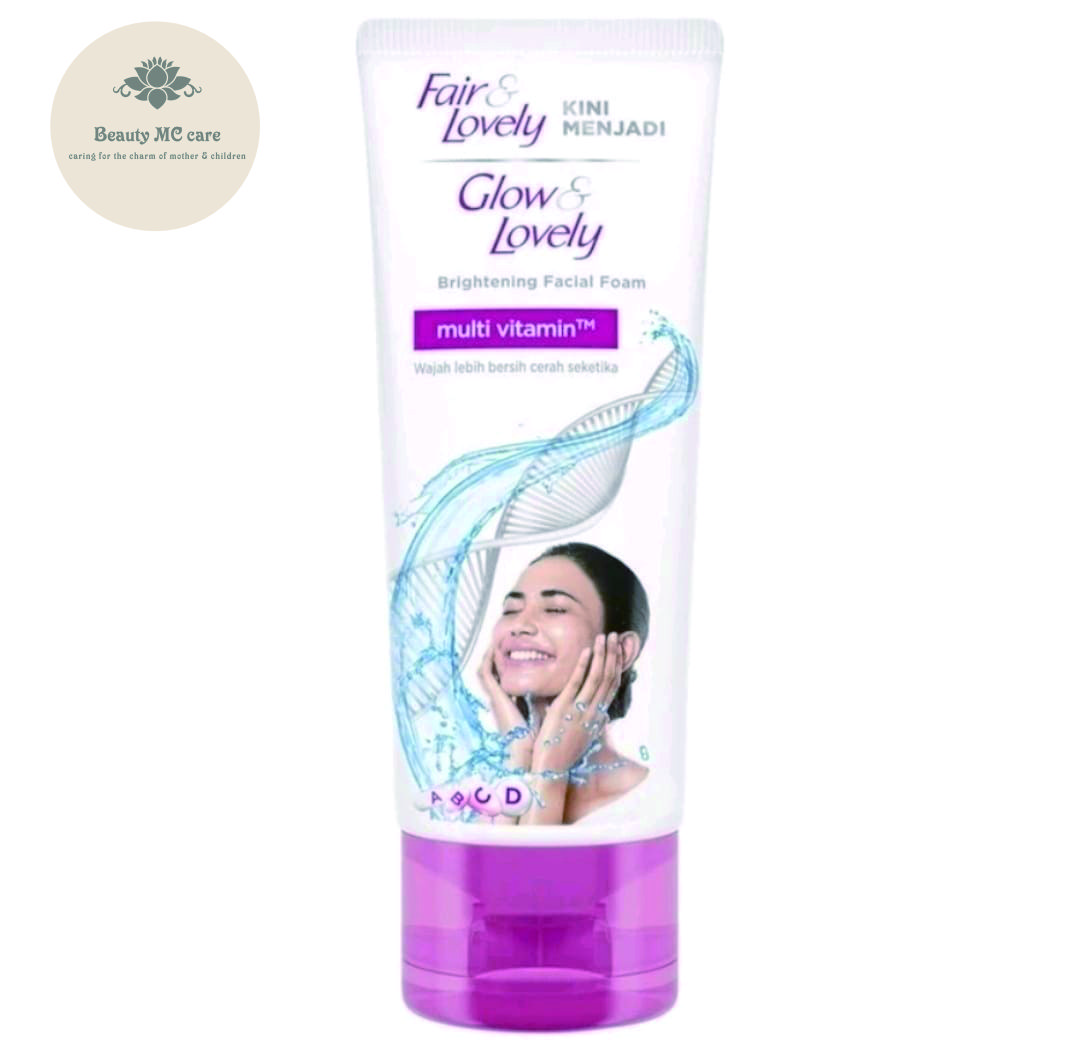 Beauty MC care
caring for the charm of mother & children
Fair & Lovely
KINI MENJADI
Glow & Lovely
Brightening Facial Foam
multi vitamin™
Wajah lebih bersih cerah seketika
A B C D